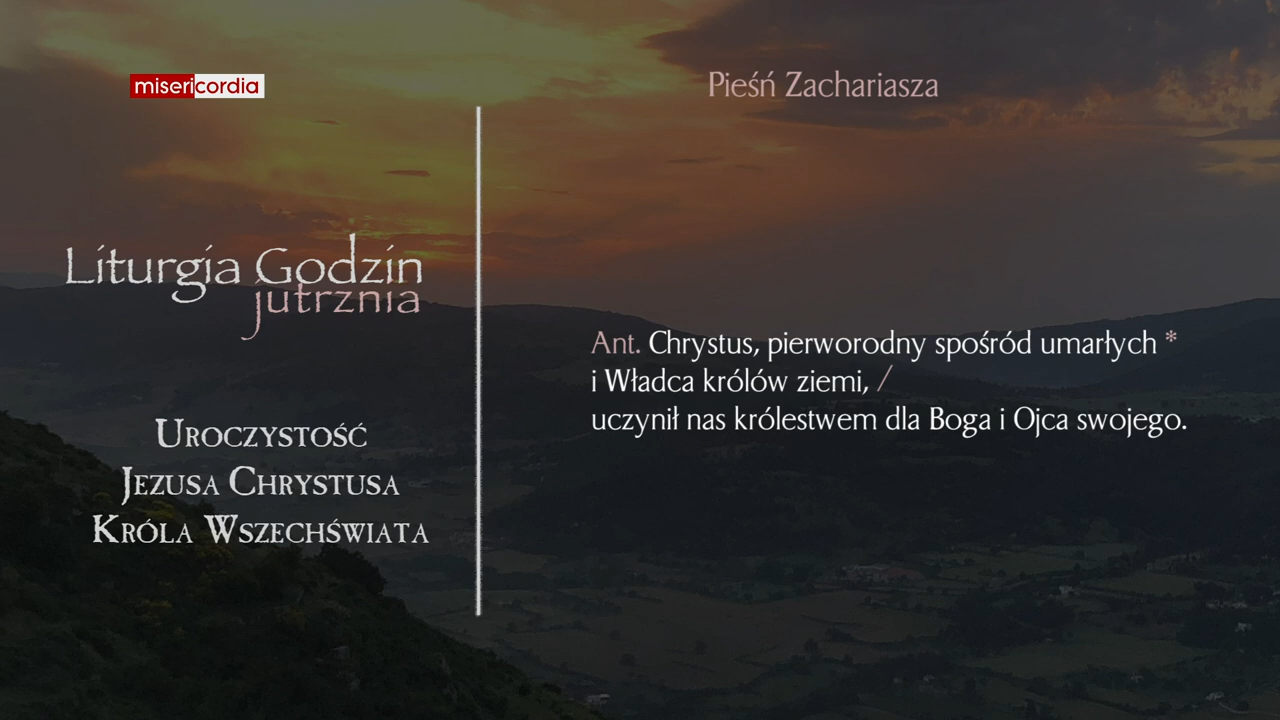 misericordia
Pieśń Zachariasza
Liturgia Godzin
jutrznia
Uroczystość
Jezusa Chrystusa
Króla Wszechświata
Ant. Chrystus, pierworodny spośród umarłych *
i Władca królów ziemi, /
uczynił nas królestwem dla Boga i Ojca swojego.